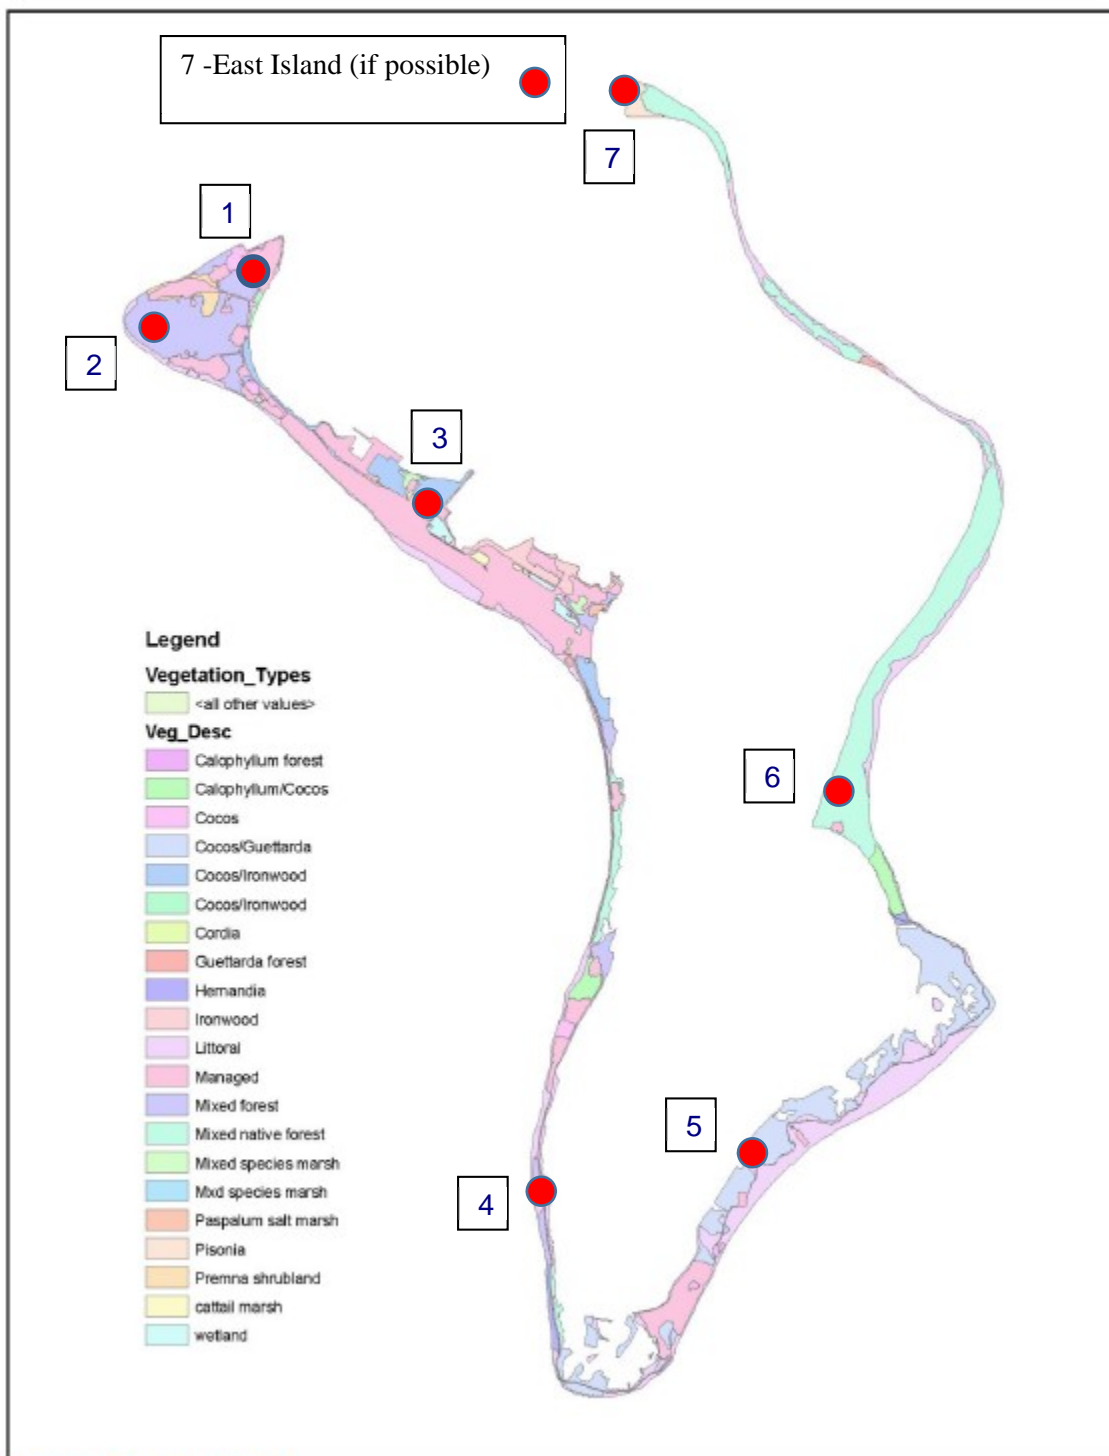 7 -East Island (if possible)
7
1
2
3
6
5
4
Legend
Vegetation_Types
<all other values>
Veg_Desc
Calophyllum forest
Calophyllum/Cocos
Cocos
Cocos/Guettarda
Cocos/Ironwood
Cocos/Ironwood
Cordia
Guettarda forest
Hernandia
Ironwood
Littoral
Managed
Mixed forest
Mixed native forest
Mixed species marsh
Mxd species marsh
Paspalum salt marsh
Pisonia
Premna shrubland
cattail marsh
wetland